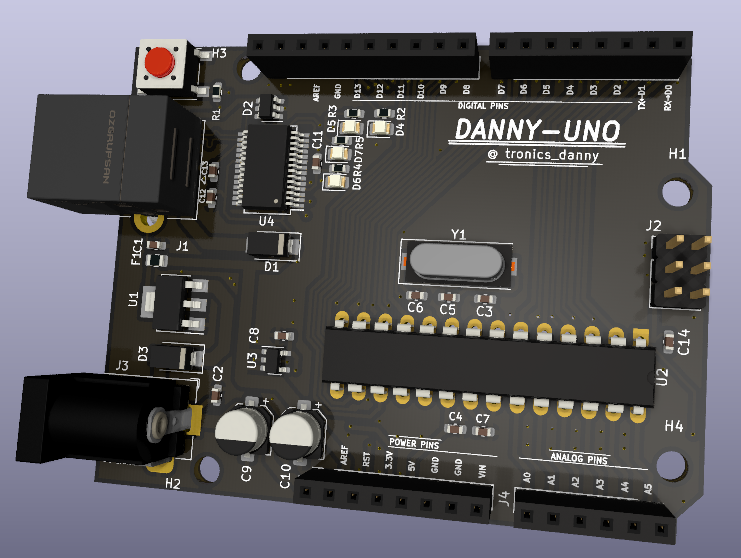 H3
R1
D2
AREF GND D13 D12 D11 D10 D9 D8
D7 D6 D5 D4 D3 D2 TX→D1 RX→D0
DIGITAL PINS
DANNY-UNO
@ tronics_danny
R3
D5
R2
D4
D7R5
D6R4
C11
U4
C13
C12
J1
F1C1
D1
U1
Y1
C6 C5 C3
H1
J2
C14
U2
D3
J3
C8
U3
C2
+
+
C9
C10
H2
C4 C7
H4
POWER PINS
AREF RST 3.3V 5V GND GND VIN
J4
ANALOG PINS
A0 A1 A2 A3 A4 A5